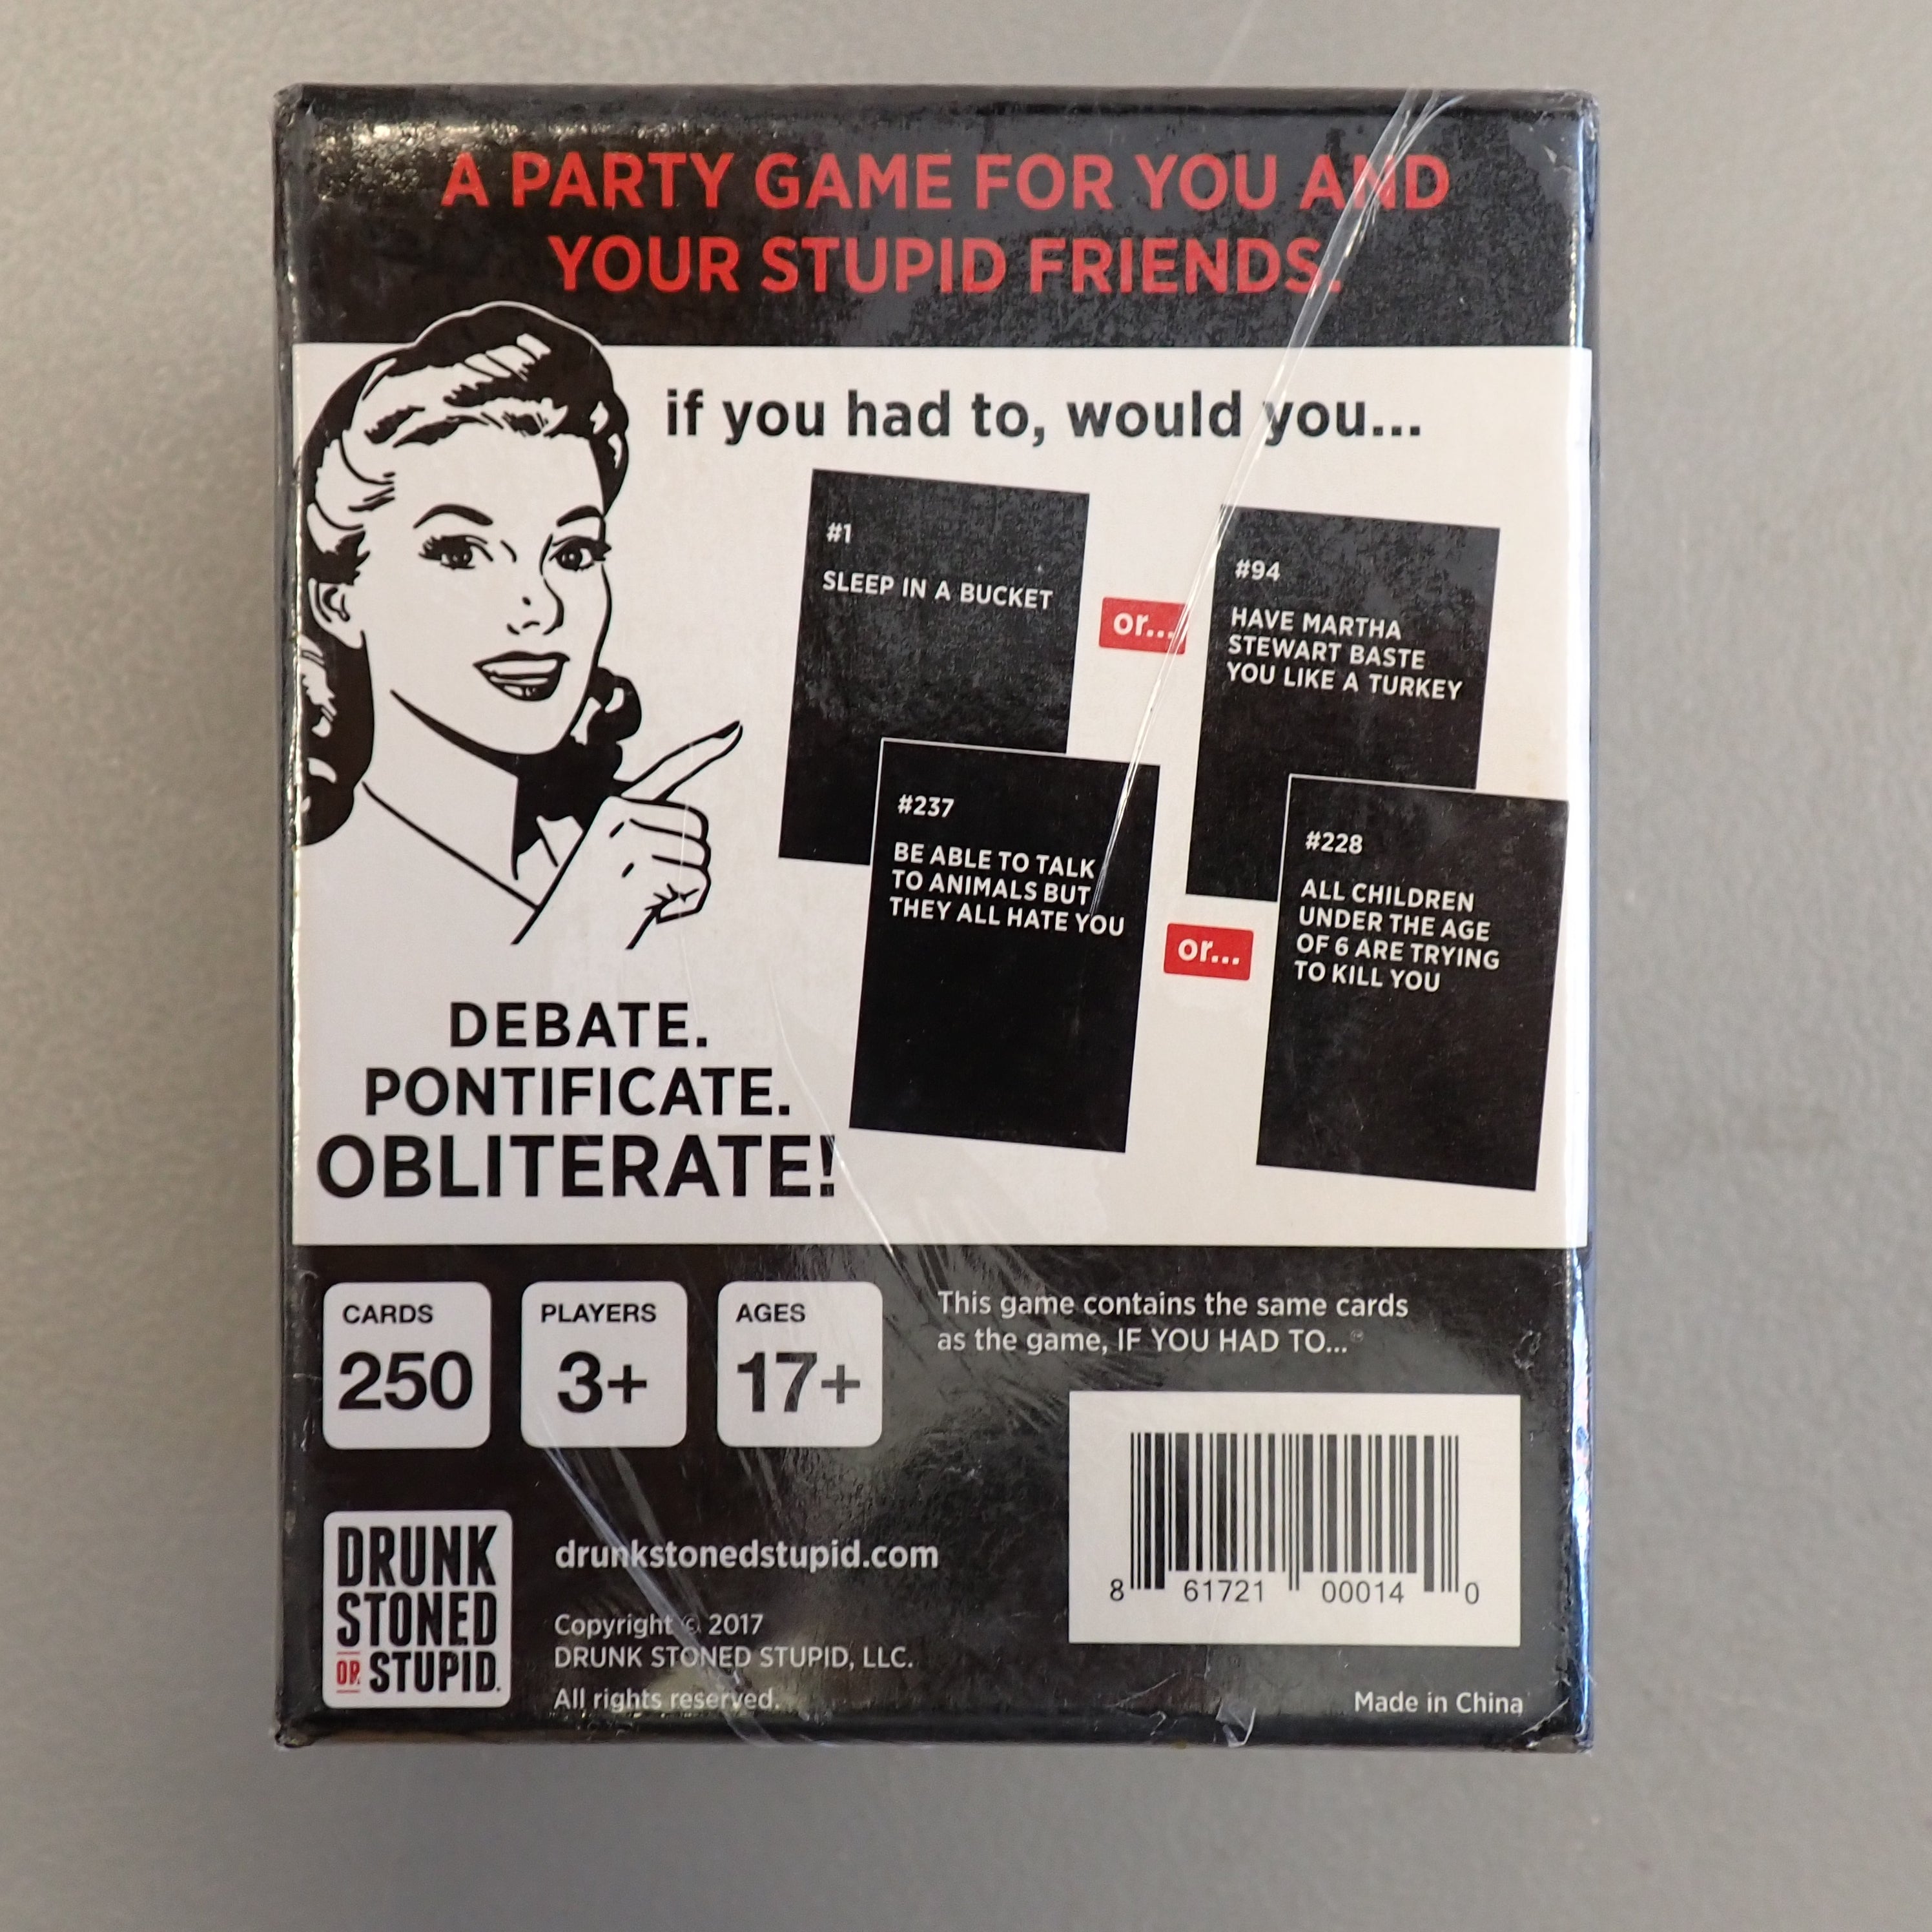 A PARTY GAME FOR YOU AND
YOUR STUPID FRIENDS.
if you had to, would you...
#1
SLEEP IN A BUCKET
or...
#94
HAVE MARTHA
STEWART BASTE
YOU LIKE A TURKEY
#237
BE ABLE TO TALK
TO ANIMALS BUT
THEY ALL HATE YOU
or...
#228
ALL CHILDREN
UNDER THE AGE
OF 6 ARE TRYING
TO KILL YOU
DEBATE.
PONTIFICATE.
OBLITERATE!
CARDS
250
PLAYERS
3+
AGES
17+
This game contains the same cards
as the game, IF YOU HAD TO...™
8 61721 00014 0
DRUNK
STONED
OR STUPID.
drunkstonedstupid.com
Copyright © 2017
DRUNK STONED STUPID, LLC.
All rights reserved.
Made in China